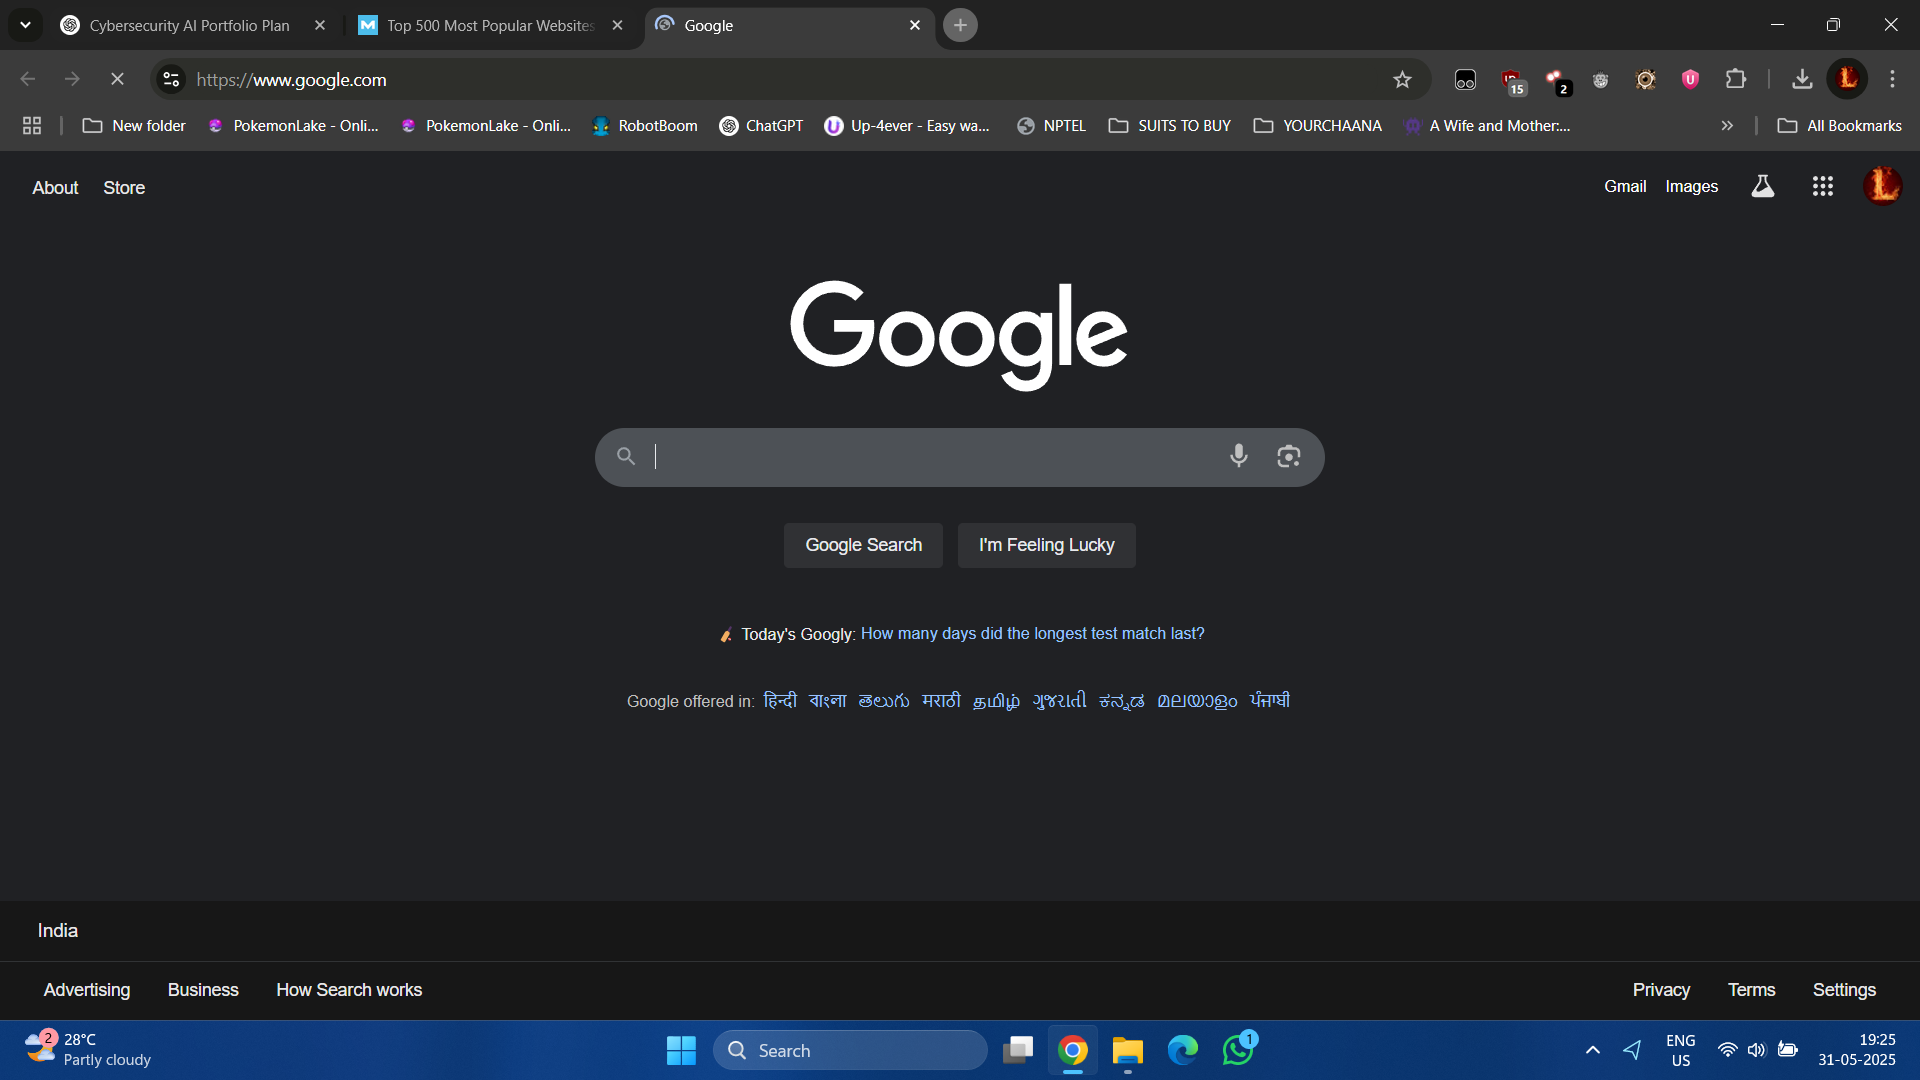 Cybersecurity AI Portfolio Plan
Top 500 Most Popular Websites
Google
https://www.google.com
15
2
New folder
PokemonLake - Onli...
PokemonLake - Onli...
RobotBoom
ChatGPT
Up-4ever - Easy wa...
NPTEL
SUITS TO BUY
YOURCHAANA
A Wife and Mother:...
All Bookmarks
About
Store
Gmail
Images
Google
Google Search
I'm Feeling Lucky
Today's Googly: How many days did the longest test match last?
Google offered in: हिन्दी বাংলা తెలుగు मराठी தமிழ் ગુજરાતી ಕನ್ನಡ മലയാളം ਪੰਜਾਬੀ
India
Advertising
Business
How Search works
Privacy
Terms
Settings
2
28°C
Partly cloudy
Search
1
ENG
US
19:25
31-05-2025